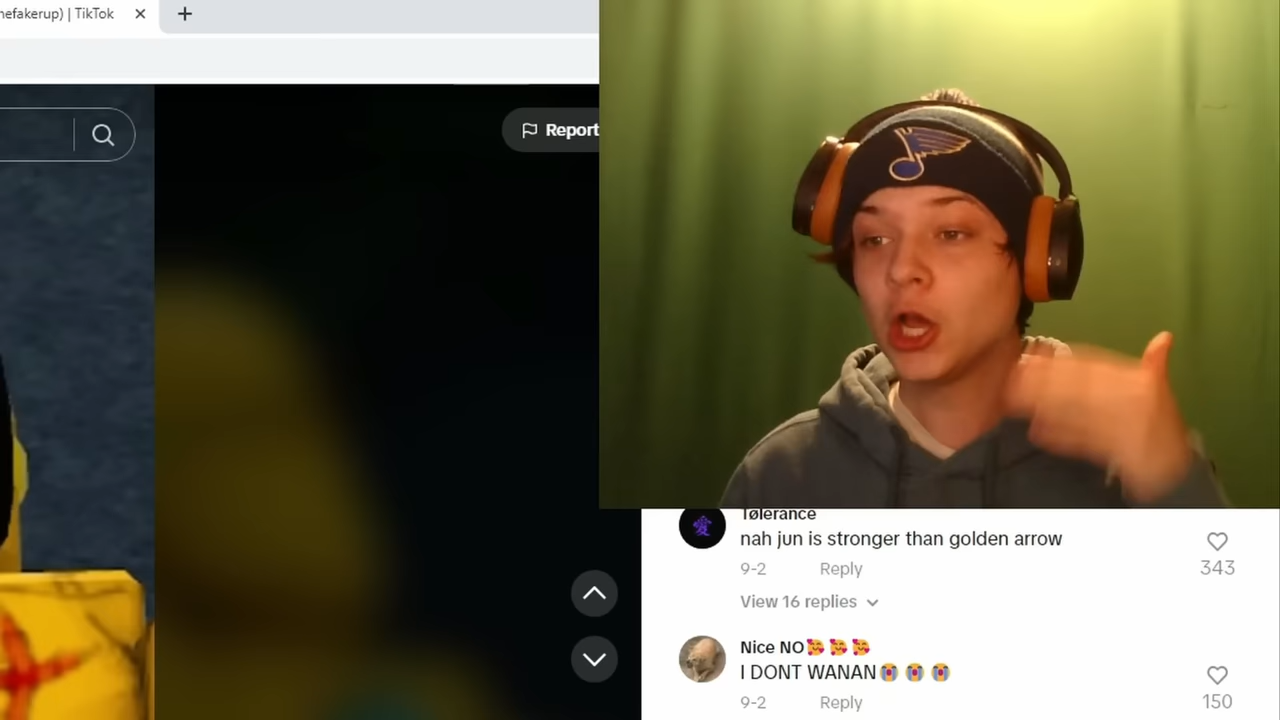 nefakerup) | TikTok
Report
Tølerance
nah jun is stronger than golden arrow
9-2 Reply
343
View 16 replies
Nice NO🥰🥰🥰
I DONT WANAN😭😭😭
9-2 Reply
150